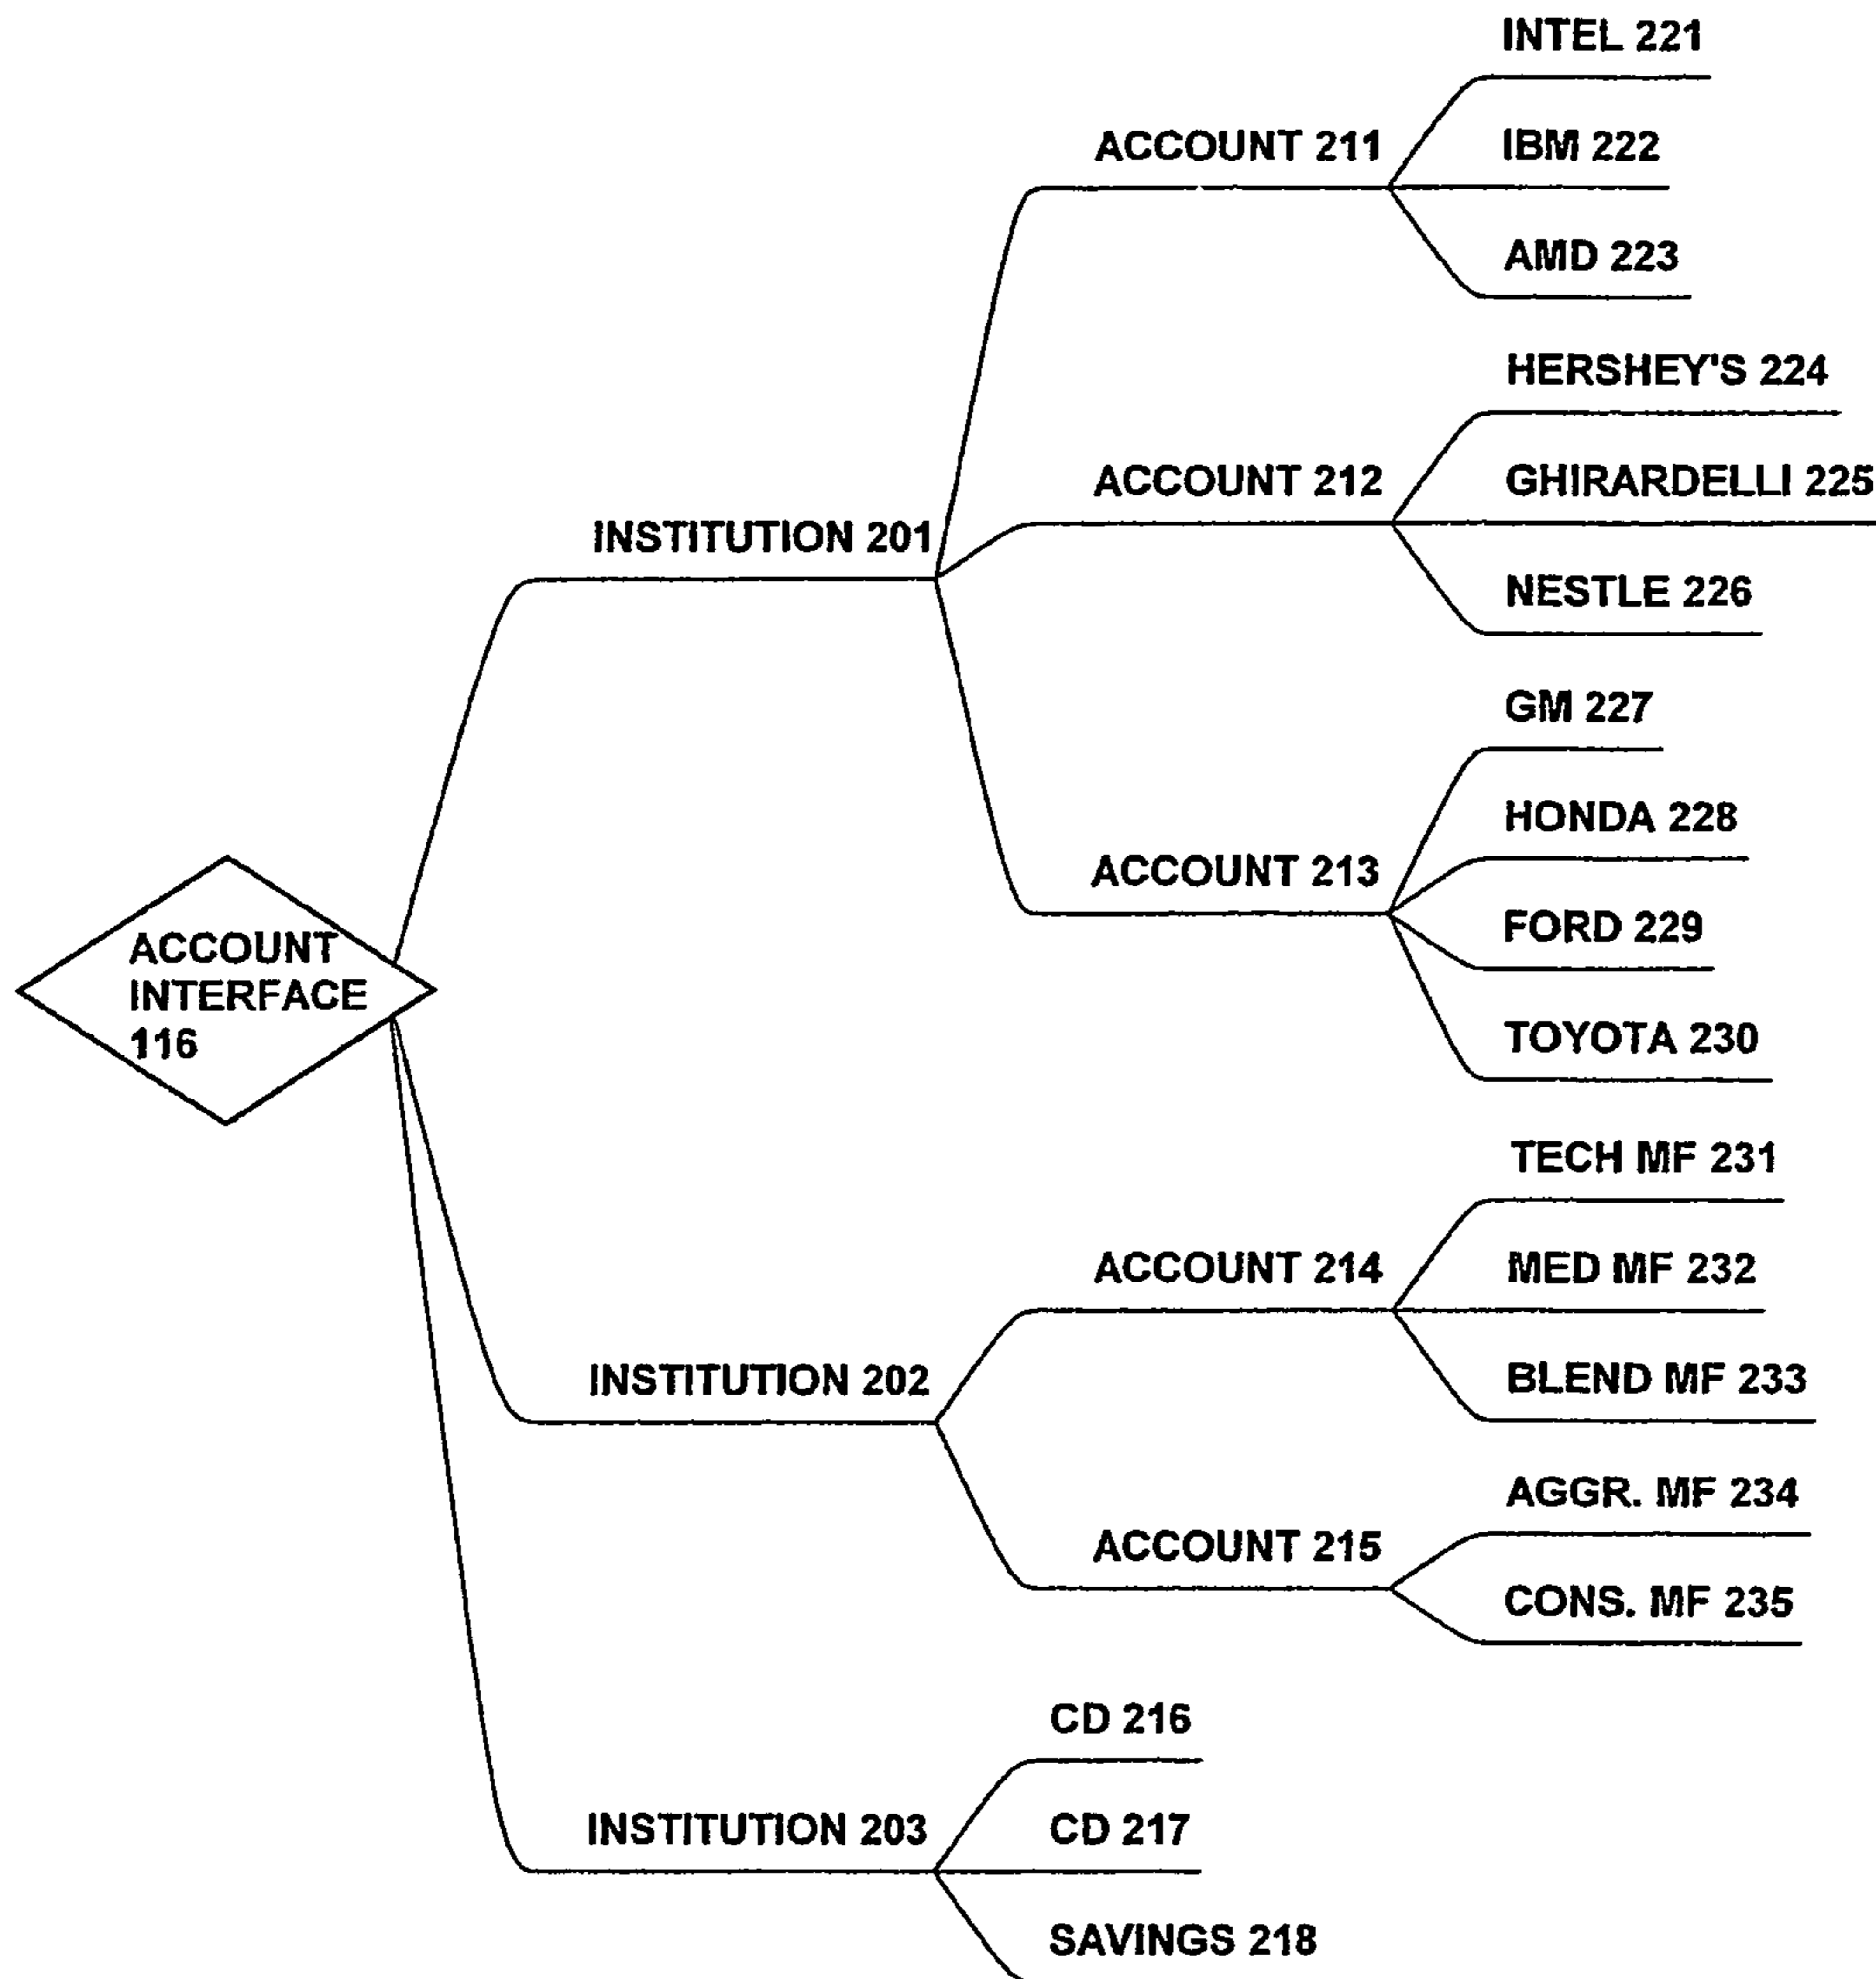 INTEL 221
ACCOUNT 211
IBM 222
AMD 223
HERSHEY'S 224
ACCOUNT 212
GHIRARDELLI 225
INSTITUTION 201
NESTLE 226
GM 227
HONDA 228
ACCOUNT 213
FORD 229
ACCOUNT
INTERFACE
116
TOYOTA 230
TECH MF 231
ACCOUNT 214
MED MF 232
INSTITUTION 202
BLEND MF 233
AGGR. MF 234
ACCOUNT 215
CONS. MF 235
CD 216
INSTITUTION 203
CD 217
SAVINGS 218